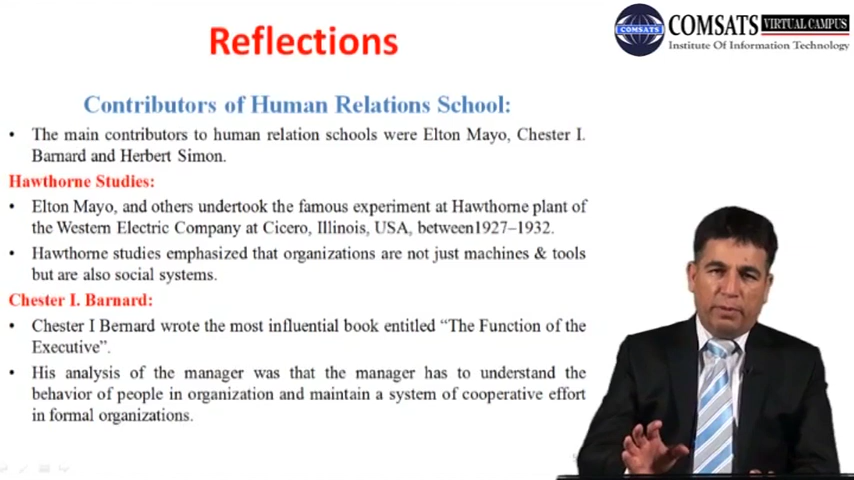 Reflections
COMSATS
COMSATS VIRTUAL CAMPUS
Institute Of Information Technology
Contributors of Human Relations School:
• The main contributors to human relation schools were Elton Mayo, Chester I.
Barnard and Herbert Simon.
Hawthorne Studies:
• Elton Mayo, and others undertook the famous experiment at Hawthorne plant of
the Western Electric Company at Cicero, Illinois, USA, between1927–1932.
• Hawthorne studies emphasized that organizations are not just machines & tools
but are also social systems.
Chester I. Barnard:
• Chester I Bernard wrote the most influential book entitled “The Function of the
Executive”.
• His analysis of the manager was that the manager has to understand the
behavior of people in organization and maintain a system of cooperative effort
in formal organizations.